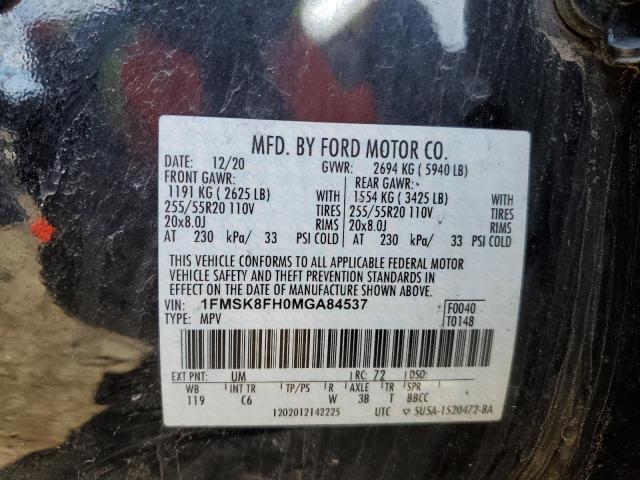 MFD. BY FORD MOTOR CO.
DATE: 12/20 GVWR: 2694 KG ( 5940 LB)
FRONT GAWR: REAR GAWR:
1191 KG ( 2625 LB) WITH 1554 KG ( 3425 LB) WITH
255/55R20 110V TIRES 255/55R20 110V TIRES
20x8.0J RIMS 20x8.0J RIMS
AT 230 kPa/ 33 PSI COLD AT 230 kPa/ 33 PSI COLD
THIS VEHICLE CONFORMS TO ALL APPLICABLE FEDERAL MOTOR
VEHICLE SAFETY AND THEFT PREVENTION STANDARDS IN
EFFECT ON THE DATE OF MANUFACTURE SHOWN ABOVE.
VIN: 1FMSK8FH0MGA84537 F0040
TYPE: MPV T0148
EXT PNT: UM RC: 72 DSO:
WB INT TR TP/PS R AXLE TR SPR
119 C6 W 3B T BBCC
I202012142225 UTC 5U5A-1520472-BA